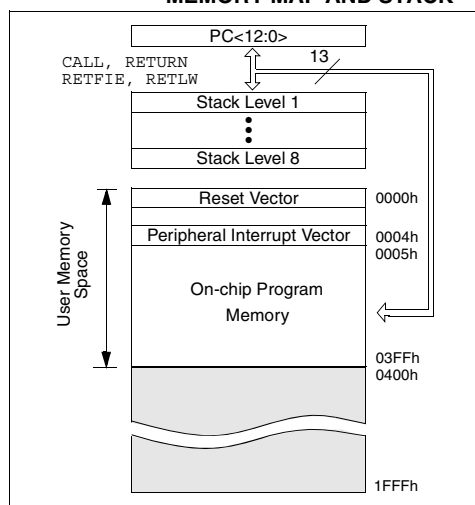 MEMORY MAP AND STACK
PC<12:0>
CALL, RETURN
RETFIE, RETLW
13
Stack Level 1
Stack Level 8
Reset Vector
0000h
Peripheral Interrupt Vector
0004h
0005h
User Memory
Space
On-chip Program
Memory
03FFh
0400h
1FFFh